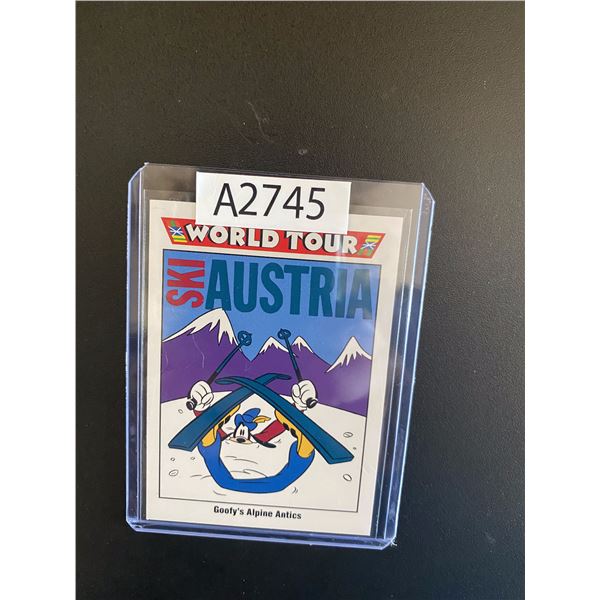 A2745
WORLD TOUR
SKI AUSTRIA
Goofy's Alpine Antics